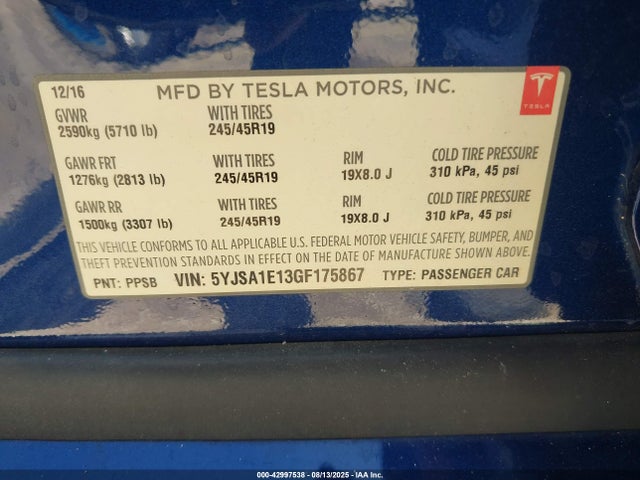 12/16 MFD BY TESLA MOTORS, INC.
TESLA
GVWR WITH TIRES
2590kg (5710 lb) 245/45R19
GAWR FRT WITH TIRES RIM COLD TIRE PRESSURE
1276kg (2813 lb) 245/45R19 19X8.0 J 310 kPa, 45 psi
GAWR RR WITH TIRES RIM COLD TIRE PRESSURE
1500kg (3307 lb) 245/45R19 19X8.0 J 310 kPa, 45 psi
THIS VEHICLE CONFORMS TO ALL APPLICABLE U.S. FEDERAL MOTOR VEHICLE SAFETY, BUMPER, AND
THEFT PREVENTION STANDARDS IN EFFECT ON THE DATE OF MANUFACTURE SHOWN ABOVE.
PNT: PPSB VIN: 5YJSA1E13GF175867 TYPE: PASSENGER CAR
000-42997538 - 08/13/2025 - IAA Inc.